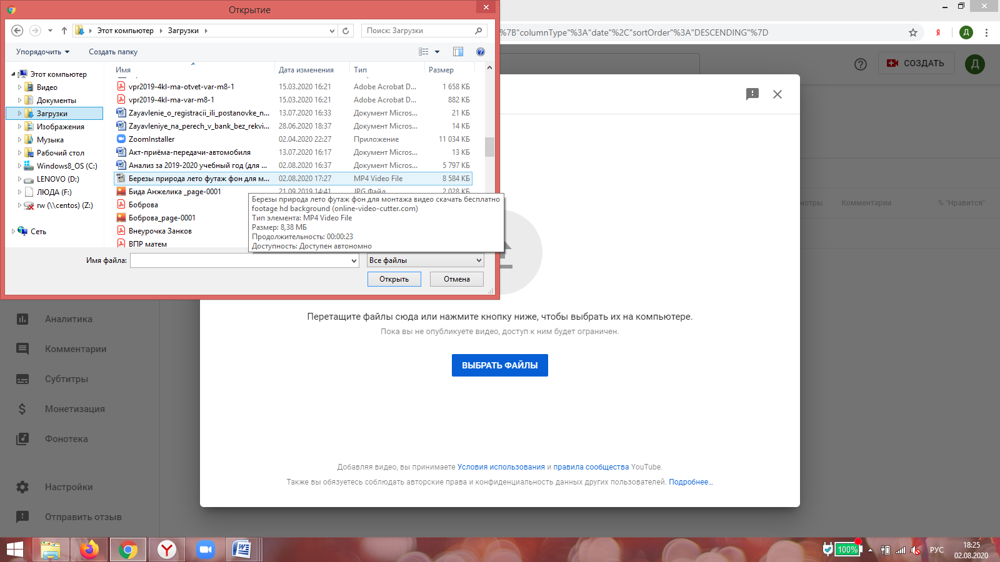 Открытие
Этот компьютер Загрузки
Поиск: Загрузки
%7B"columnType"%3A"date"%2C"sortOrder"%3A"DESCENDING"%7D
Я
Д
Упорядочить
Создать папку
СОЗДАТЬ
Д
Этот компьютер
Видео
Документы
Загрузки
Изображения
Музыка
Рабочий стол
Windows8_OS (C:)
LENOVO (D:)
ЛЮДА (F:)
rw (\\centos) (Z:)
Сеть
Имя Дата изменения Тип Размер
vpr2019-4kl-ma-otvet-var-m8-1 15.03.2020 16:21 Adobe Acrobat D... 1 658 КБ
vpr2019-4kl-ma-var-m8-1 15.03.2020 16:21 Adobe Acrobat D... 882 КБ
Zayavlenie_o_registracii_ili_postanovke_n... 13.07.2020 16:33 Документ Micros... 21 КБ
Zayavleniye_na_perech_v_bank_bez_rekvi... 28.06.2020 18:37 Документ Micros... 14 КБ
ZoomInstaller 02.04.2020 22:27 Приложение 11 034 КБ
Акт-приёма-передачи-автомобиля 13.07.2020 16:17 Документ Micros... 13 КБ
Анализ за 2019-2020 учебный год (для ... 02.08.2020 16:37 Документ Micros... 5 797 КБ
Березы природа лето футаж фон для м... 02.08.2020 17:27 MP4 Video File 8 584 КБ
Бида Анжелика _page-0001 21.09.2019 14:41 JPG Файл 2 028 КБ
Боброва
Боброва_page-0001
Внеурочка Занков
ВПР матем
Березы природа лето футаж фон для монтажа видео скачать бесплатно
footage hd background (online-video-cutter.com)
Тип элемента: MP4 Video File
Размер: 8,38 МБ
Продолжительность: 00:00:23
Доступность: Доступен автономно
Имя файла:
Все файлы
Открыть
Отмена
мотры Комментарии % "Нравится"
Перетащите файлы сюда или нажмите кнопку ниже, чтобы выбрать их на компьютере.
Пока вы не опубликуете видео, доступ к ним будет ограничен.
ВЫБРАТЬ ФАЙЛЫ
Добавляя видео, вы принимаете Условия использования и правила сообщества YouTube.
Также вы обязуетесь соблюдать авторские права и конфиденциальность данных других пользователей. Подробнее...
Аналитика
Комментарии
Субтитры
Монетизация
Фонотека
Настройки
Отправить отзыв
100%
РУС
18:25
02.08.2020